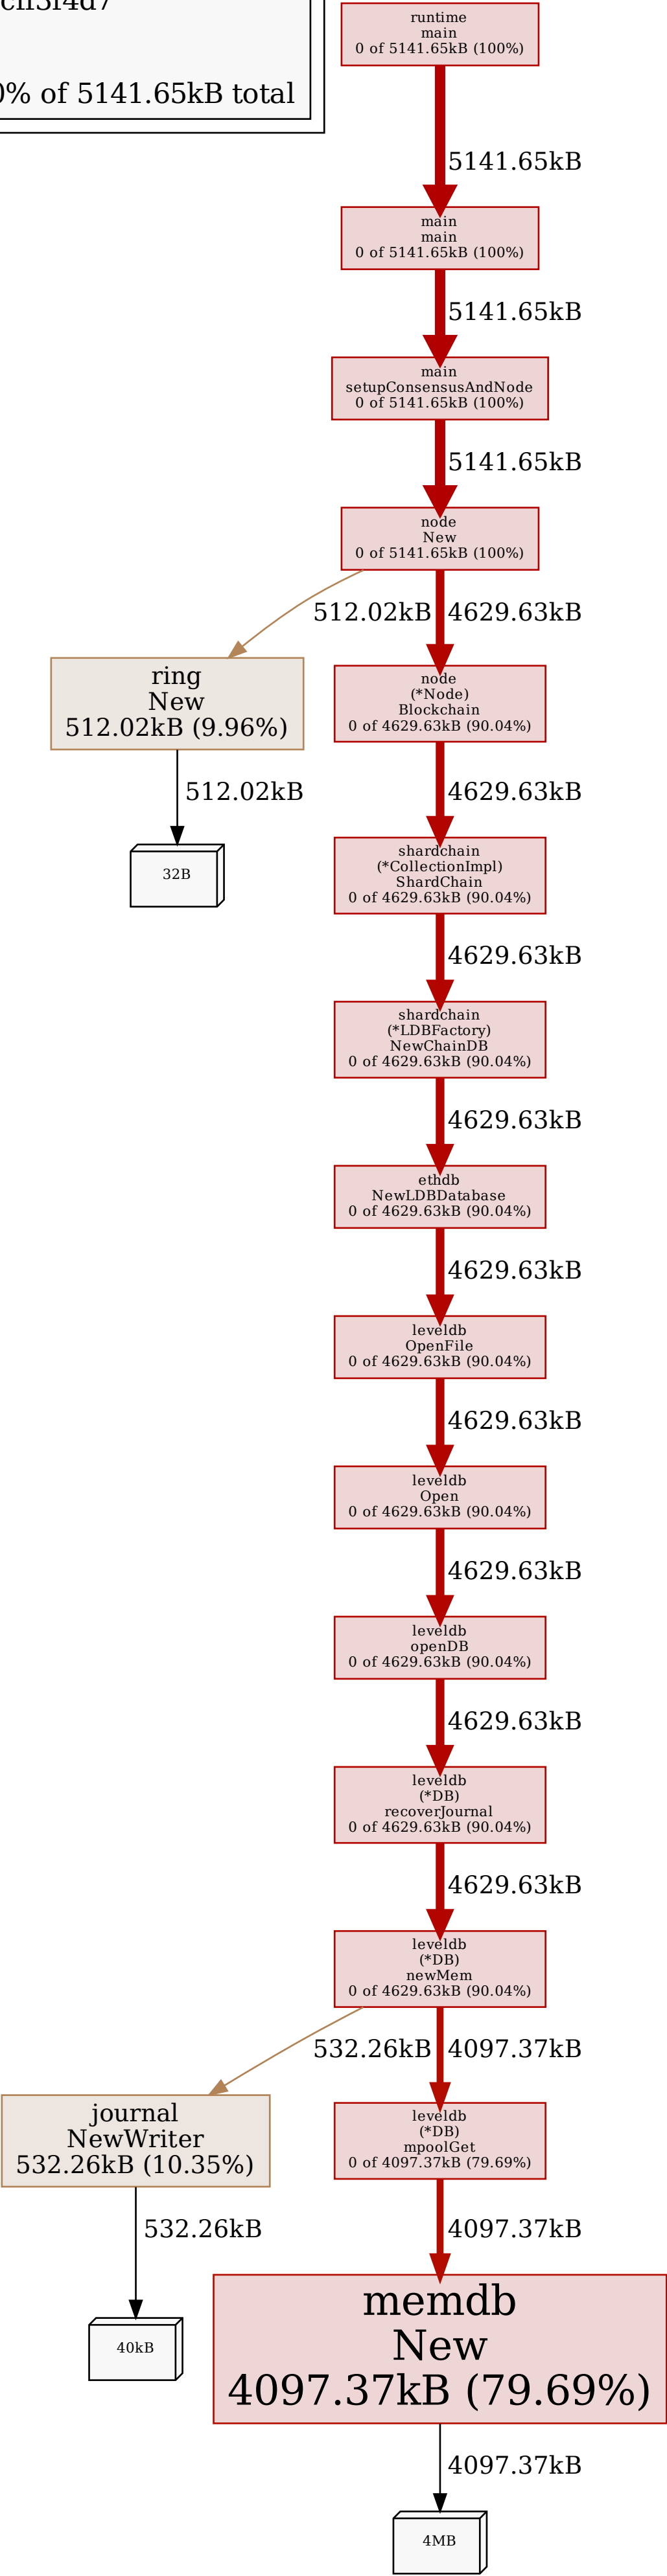 of 5141.65kB total
runtime
main
0 of 5141.65kB (100%)
5141.65kB
main
main
0 of 5141.65kB (100%)
5141.65kB
main
setupConsensusAndNode
0 of 5141.65kB (100%)
5141.65kB
node
New
0 of 5141.65kB (100%)
512.02kB
4629.63kB
ring
New
512.02kB (9.96%)
node
(*Node)
Blockchain
0 of 4629.63kB (90.04%)
512.02kB
4629.63kB
32B
shardchain
(*CollectionImpl)
ShardChain
0 of 4629.63kB (90.04%)
4629.63kB
shardchain
(*LDBFactory)
NewChainDB
0 of 4629.63kB (90.04%)
4629.63kB
ethdb
NewLDBDatabase
0 of 4629.63kB (90.04%)
4629.63kB
leveldb
OpenFile
0 of 4629.63kB (90.04%)
4629.63kB
leveldb
Open
0 of 4629.63kB (90.04%)
4629.63kB
leveldb
openDB
0 of 4629.63kB (90.04%)
4629.63kB
leveldb
(*DB)
recoverJournal
0 of 4629.63kB (90.04%)
4629.63kB
leveldb
(*DB)
newMem
0 of 4629.63kB (90.04%)
532.26kB
4097.37kB
journal
NewWriter
532.26kB (10.35%)
leveldb
(*DB)
mpoolGet
0 of 4097.37kB (79.69%)
532.26kB
4097.37kB
40kB
memdb
New
4097.37kB (79.69%)
4097.37kB
4MB